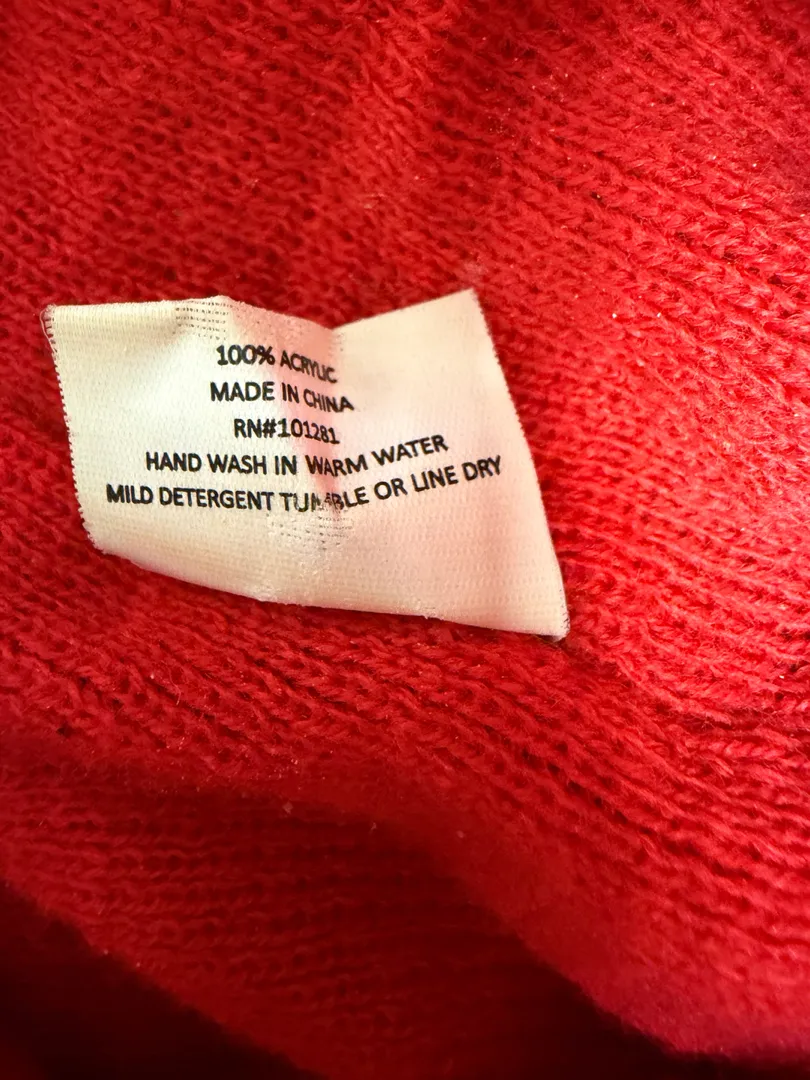 100% ACRYLIC
MADE IN CHINA
RN#101281
HAND WASH IN WARM WATER
MILD DETERGENT TUMBLE OR LINE DRY